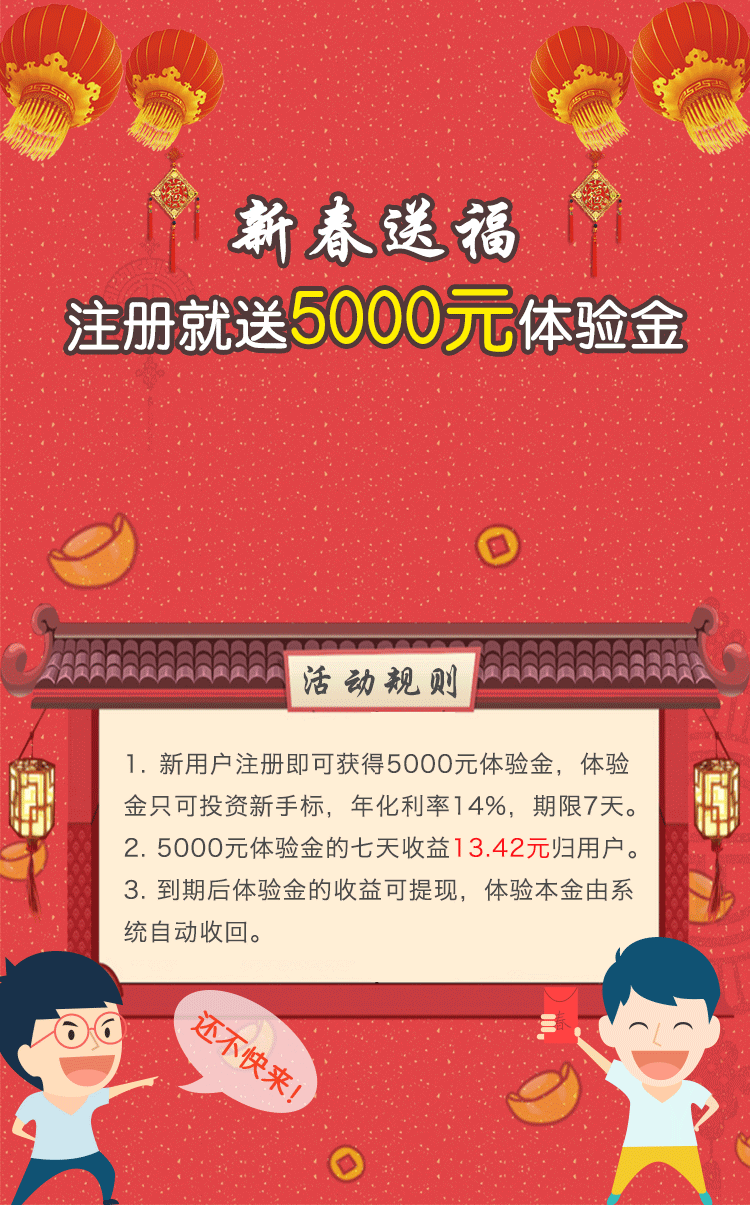 新春送福
注册就送5000元体验金
活动规则
1. 新用户注册即可获得5000元体验金，体验
金只可投资新手标，年化利率14%，期限7天。
2. 5000元体验金的七天收益13.42元归用户。
3. 到期后体验金的收益可提现，体验本金由系
统自动收回。
还不快来！
春